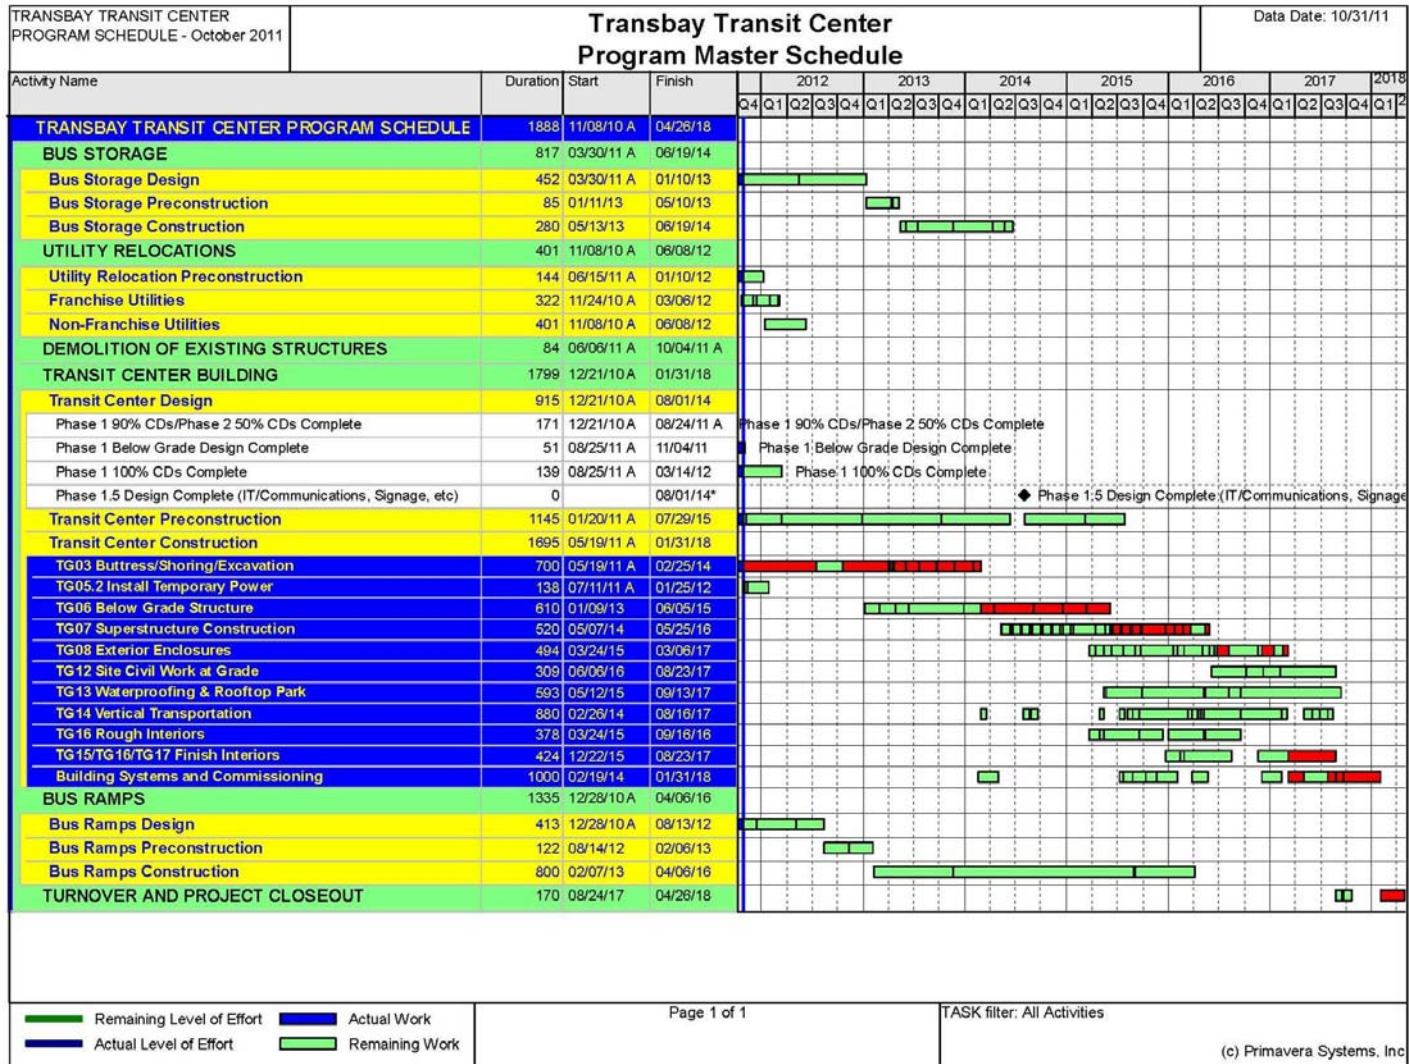 TRANSBAY TRANSIT CENTER
PROGRAM SCHEDULE - October 2011
Transbay Transit Center
Program Master Schedule
Data Date: 10/31/11
Activity Name Duration Start Finish 2012 2013 2014 2015 2016 2017 2018
Q4 Q1 Q2 Q3 Q4 Q1 Q2 Q3 Q4 Q1 Q2 Q3 Q4 Q1 Q2 Q3 Q4 Q1 Q2 Q3 Q4 Q1 Q2 Q3 Q4 Q1 2
TRANSBAY TRANSIT CENTER PROGRAM SCHEDULE 1888 11/08/10 A 04/26/18
BUS STORAGE 817 03/30/11 A 06/19/14
Bus Storage Design 452 03/30/11 A 01/10/13
Bus Storage Preconstruction 85 01/11/13 05/10/13
Bus Storage Construction 280 05/13/13 06/19/14
UTILITY RELOCATIONS 401 11/08/10 A 06/08/12
Utility Relocation Preconstruction 144 06/15/11 A 01/10/12
Franchise Utilities 322 11/24/10 A 03/06/12
Non-Franchise Utilities 401 11/08/10 A 06/08/12
DEMOLITION OF EXISTING STRUCTURES 84 06/06/11 A 10/04/11 A
TRANSIT CENTER BUILDING 1799 12/21/10 A 01/31/18
Transit Center Design 915 12/21/10 A 08/01/14
Phase 1 90% CDs/Phase 2 50% CDs Complete 171 12/21/10 A 08/24/11 A Phase 1 90% CDs/Phase 2 50% CDs Complete
Phase 1 Below Grade Design Complete 51 08/25/11 A 11/04/11 Phase 1 Below Grade Design Complete
Phase 1 100% CDs Complete 139 08/25/11 A 03/14/12 Phase 1 100% CDs Complete
Phase 1.5 Design Complete (IT/Communications, Signage, etc) 0 08/01/14* Phase 1.5 Design Complete (IT/Communications, Signage
Transit Center Preconstruction 1145 01/20/11 A 07/29/15
Transit Center Construction 1695 05/19/11 A 01/31/18
TG03 Buttress/Shoring/Excavation 700 05/19/11 A 02/25/14
TG05.2 Install Temporary Power 138 07/11/11 A 01/25/12
TG06 Below Grade Structure 610 01/09/13 06/05/15
TG07 Superstructure Construction 520 05/07/14 05/25/16
TG08 Exterior Enclosures 494 03/24/15 03/06/17
TG12 Site Civil Work at Grade 309 06/06/16 08/23/17
TG13 Waterproofing & Rooftop Park 593 05/12/15 09/13/17
TG14 Vertical Transportation 880 02/26/14 08/16/17
TG16 Rough Interiors 378 03/24/15 09/16/16
TG15/TG16/TG17 Finish Interiors 424 12/22/15 08/23/17
Building Systems and Commissioning 1000 02/19/14 01/31/18
BUS RAMPS 1335 12/28/10 A 04/06/16
Bus Ramps Design 413 12/28/10 A 08/13/12
Bus Ramps Preconstruction 122 08/14/12 02/06/13
Bus Ramps Construction 800 02/07/13 04/06/16
TURNOVER AND PROJECT CLOSEOUT 170 08/24/17 04/26/18
Remaining Level of Effort Actual Work
Actual Level of Effort Remaining Work
Page 1 of 1
TASK filter: All Activities
(c) Primavera Systems, Inc